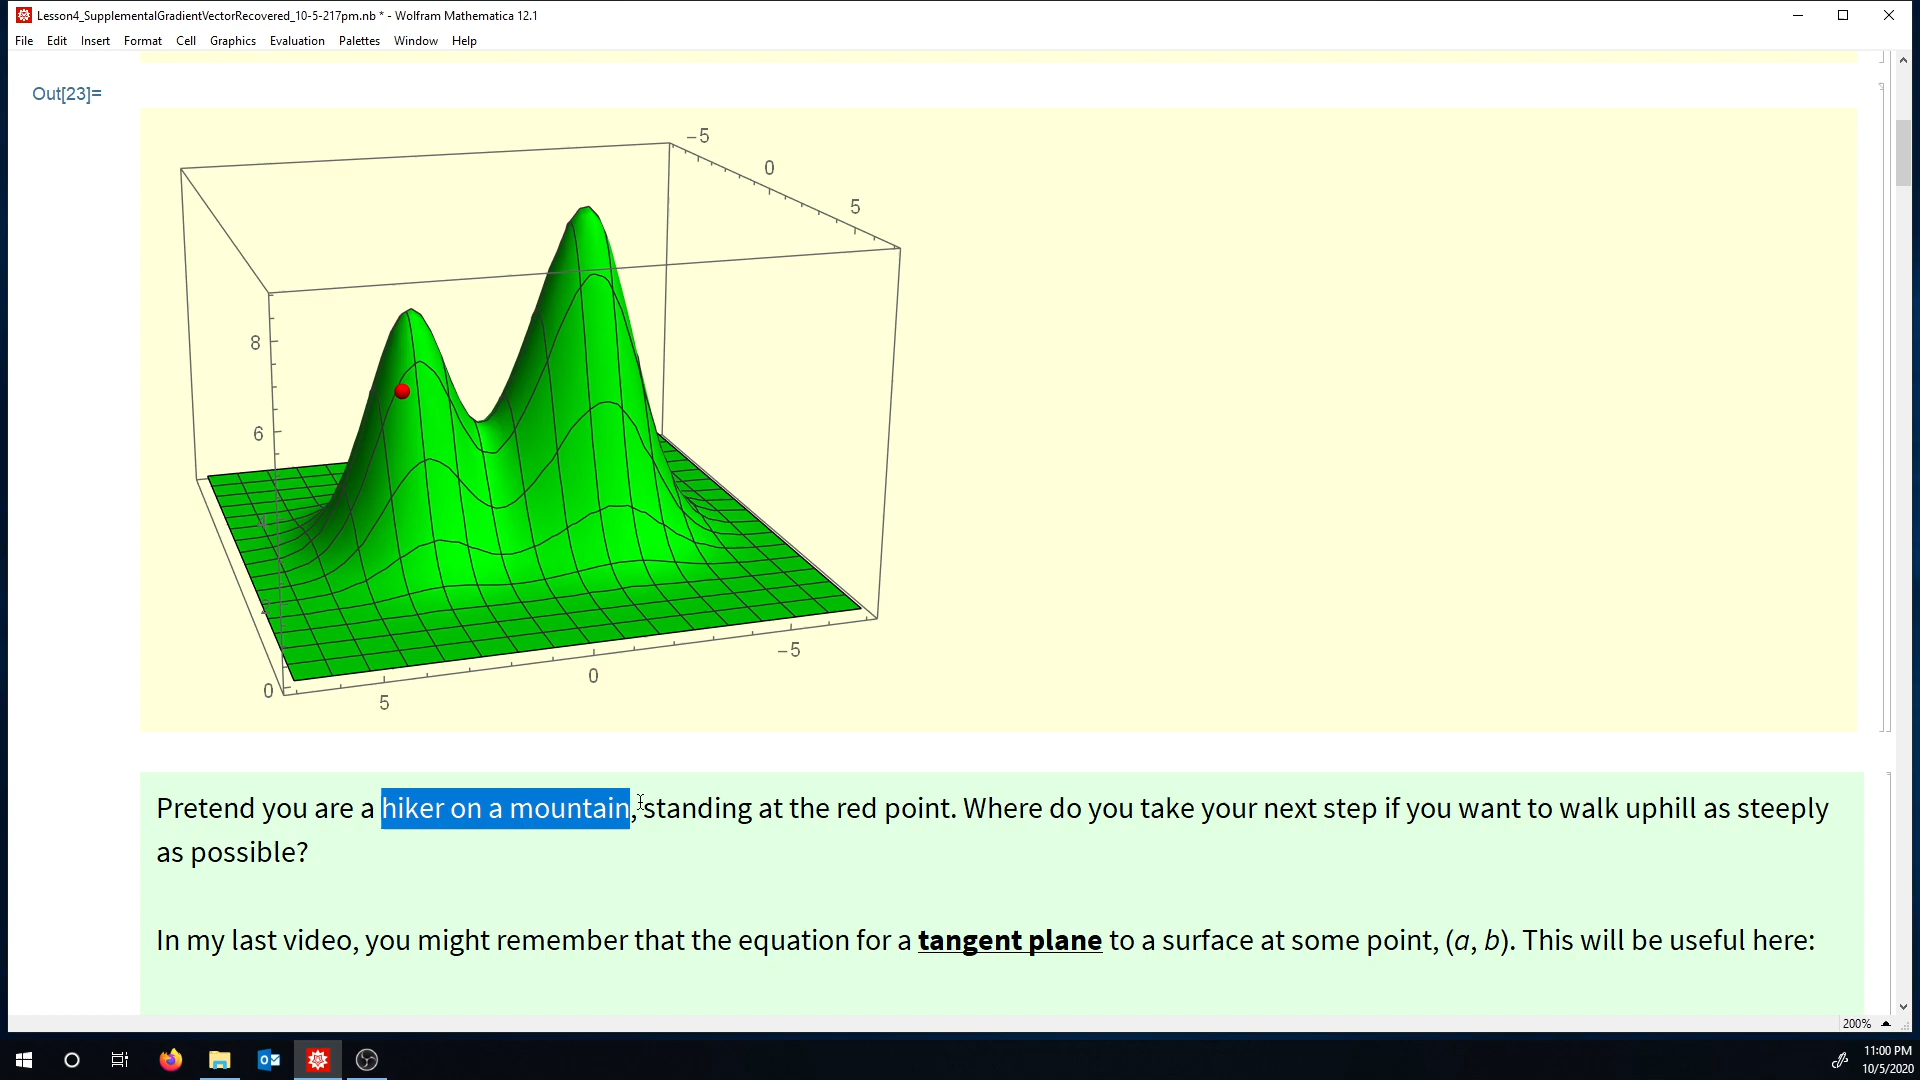 Lesson4_SupplementalGradientVectorRecovered_10-5-217pm.nb * - Wolfram Mathematica 12.1
File Edit Insert Format Cell Graphics Evaluation Palettes Window Help
Out[23]=
−5
0
5
8
6
4
2
0
5
0
−5
Pretend you are a hiker on a mountain, standing at the red point. Where do you take your next step if you want to walk uphill as steeply
as possible?
In my last video, you might remember that the equation for a tangent plane to a surface at some point, (a, b). This will be useful here:
200%
11:00 PM
10/5/2020